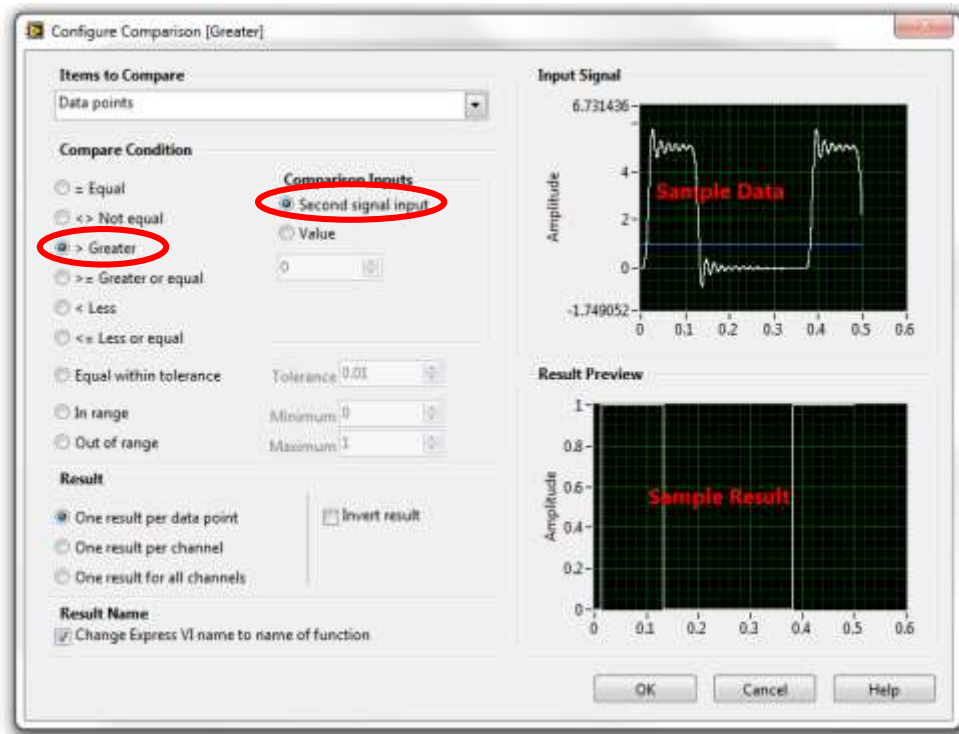 Configure Comparison [Greater]
Items to Compare
Data points
Compare Condition
= Equal
<> Not equal
> Greater
>= Greater or equal
< Less
<= Less or equal
Equal within tolerance
In range
Out of range
Comparison Inputs
Second signal input
Value
0
Tolerance 0.01
Minimum 0
Maximum 1
Result
One result per data point
One result per channel
One result for all channels
Invert result
Result Name
Change Express VI name to name of function
Input Signal
6.731436
4
2
0
-1.749052
Amplitude
Sample Data
0 0.1 0.2 0.3 0.4 0.5 0.6
Result Preview
1
0.8
0.6
0.4
0.2
0
Amplitude
Sample Result
0 0.1 0.2 0.3 0.4 0.5 0.6
OK Cancel Help